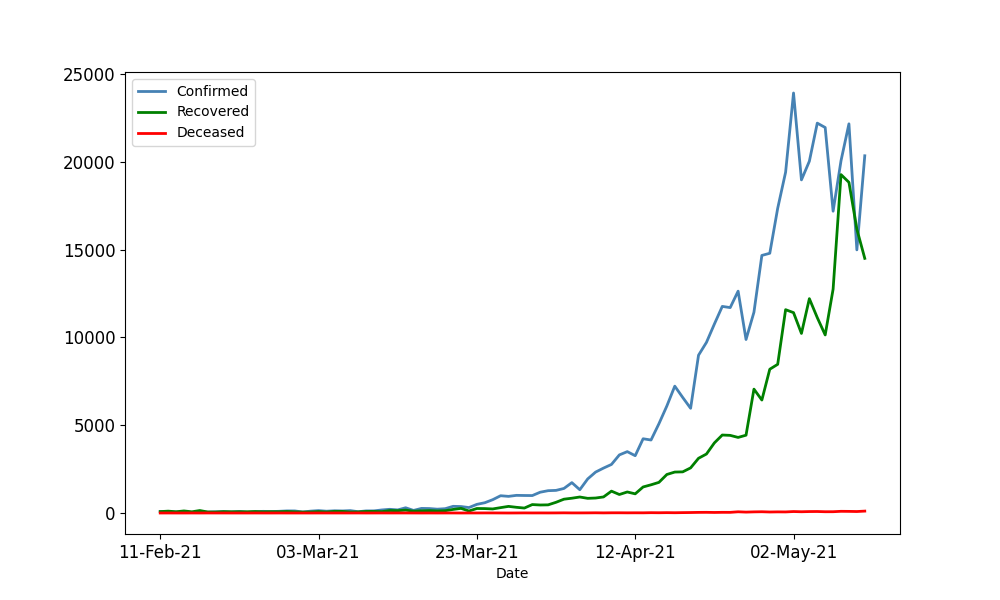 25000
20000
15000
10000
5000
0
Confirmed
Recovered
Deceased
11-Feb-21 03-Mar-21 23-Mar-21 12-Apr-21 02-May-21
Date